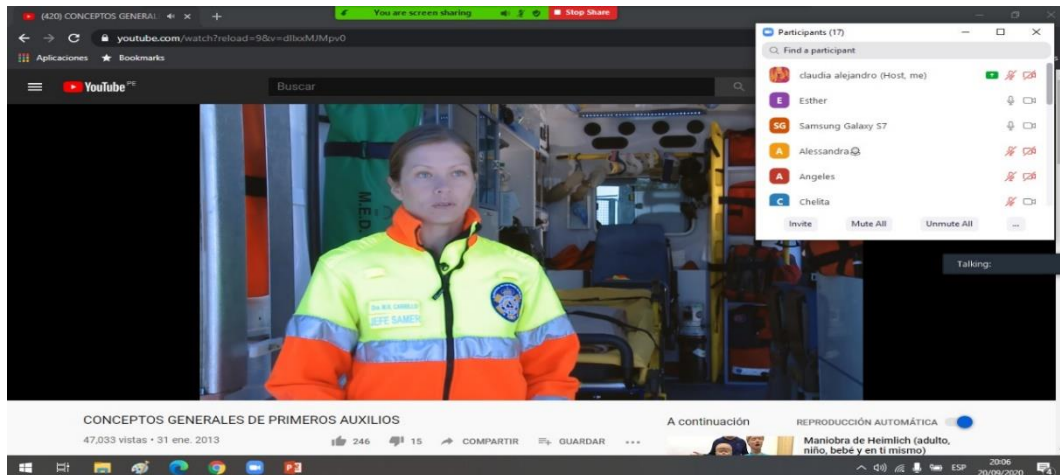 (420) CONCEPTOS GENERAL
You are screen sharing
Stop Share
youtube.com/watch?reload=9&v=dIlxxMJMpv0
Aplicaciones
Bookmarks
YouTube PE
Buscar
Participants (17)
Find a participant
claudia alejandro (Host, me)
E Esther
SG Samsung Galaxy S7
A Alessandra
A Angeles
C Chelita
Invite Mute All Unmute All ...
Talking:
M.E.D.
JEFE SAMER
CONCEPTOS GENERALES DE PRIMEROS AUXILIOS
47,033 vistas • 31 ene. 2013
246 15 COMPARTIR GUARDAR ...
A continuación REPRODUCCIÓN AUTOMÁTICA
Maniobra de Heimlich (adulto,
niño, bebé y en ti mismo)
ESP
20:06
20/09/2020